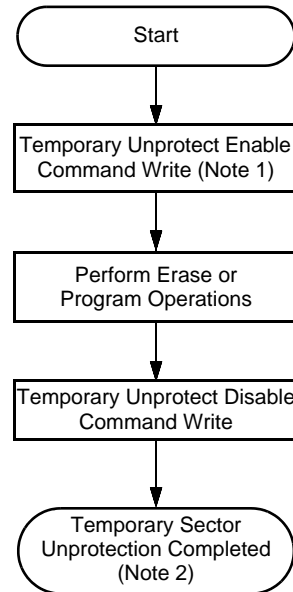 Start
Temporary Unprotect Enable
Command Write (Note 1)
Perform Erase or
Program Operations
Temporary Unprotect Disable
Command Write
Temporary Sector
Unprotection Completed
(Note 2)